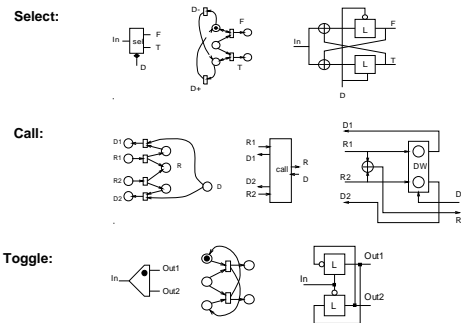 Select:
In sel F T D
D- F T D+
In L F L T D
Call:
D1 R1 R2 D2 R D
R1 D1 D2 R2 call R D
D1 R1 R2 D2 DW D R
Toggle:
In Out1 Out2
In L Out1 L Out2